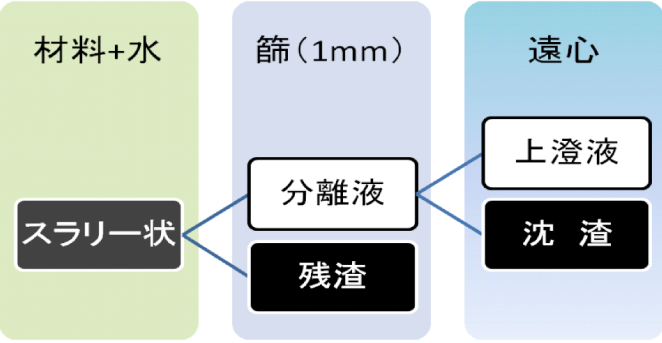 材料+水
篩（1mm）
遠心
スラリー状
分離液
残渣
上澄液
沈 渣